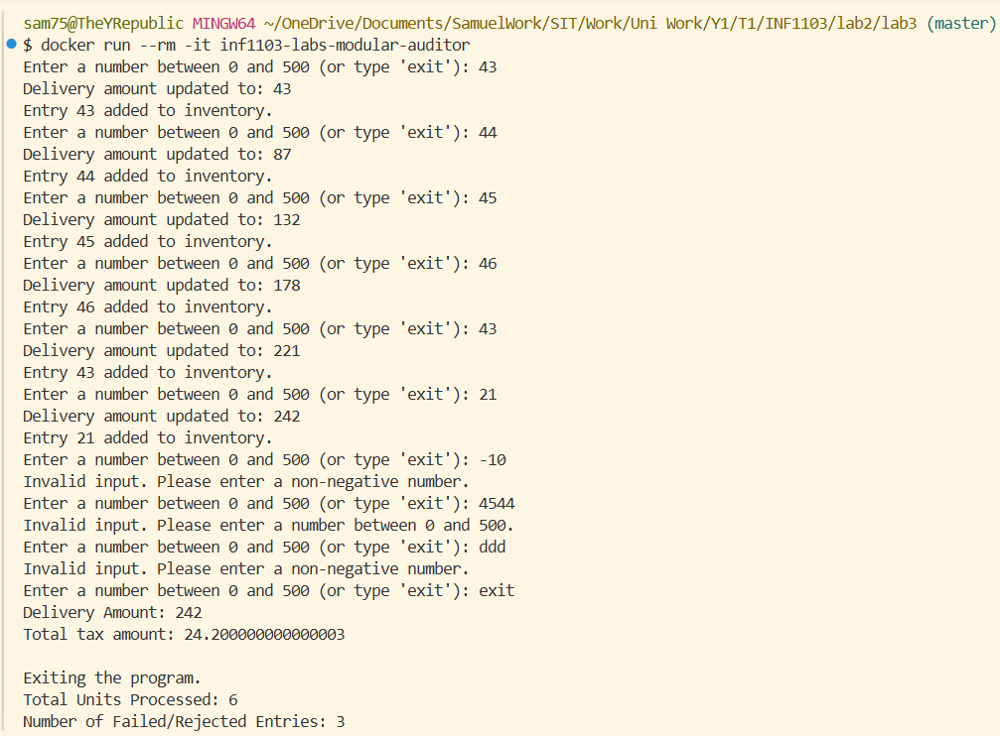 sam75@TheYRepublic MINGW64 ~/OneDrive/Documents/SamuelWork/SIT/Work/Uni Work/Y1/T1/INF1103/lab2/lab3 (master)
$ docker run --rm -it inf1103-labs-modular-auditor
Enter a number between 0 and 500 (or type 'exit'): 43
Delivery amount updated to: 43
Entry 43 added to inventory.
Enter a number between 0 and 500 (or type 'exit'): 44
Delivery amount updated to: 87
Entry 44 added to inventory.
Enter a number between 0 and 500 (or type 'exit'): 45
Delivery amount updated to: 132
Entry 45 added to inventory.
Enter a number between 0 and 500 (or type 'exit'): 46
Delivery amount updated to: 178
Entry 46 added to inventory.
Enter a number between 0 and 500 (or type 'exit'): 43
Delivery amount updated to: 221
Entry 43 added to inventory.
Enter a number between 0 and 500 (or type 'exit'): 21
Delivery amount updated to: 242
Entry 21 added to inventory.
Enter a number between 0 and 500 (or type 'exit'): -10
Invalid input. Please enter a non-negative number.
Enter a number between 0 and 500 (or type 'exit'): 4544
Invalid input. Please enter a number between 0 and 500.
Enter a number between 0 and 500 (or type 'exit'): ddd
Invalid input. Please enter a non-negative number.
Enter a number between 0 and 500 (or type 'exit'): exit
Delivery Amount: 242
Total tax amount: 24.200000000000003
Exiting the program.
Total Units Processed: 6
Number of Failed/Rejected Entries: 3